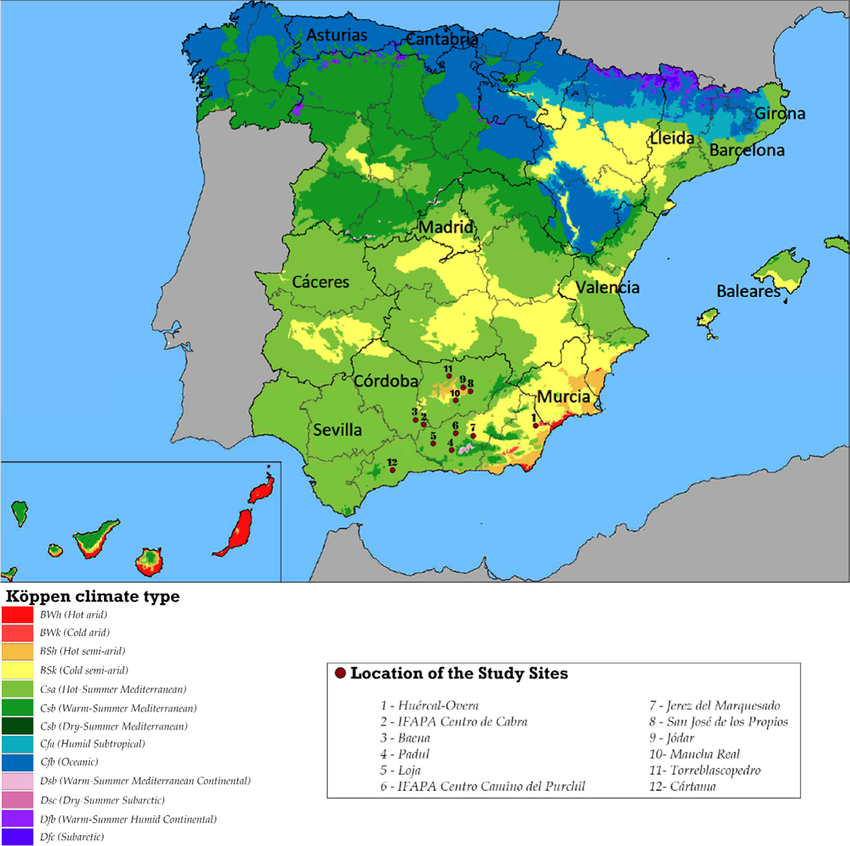 Asturias
Cantabria
Girona
Lleida
Barcelona
Madrid
Cáceres
Valencia
Baleares
11
Córdoba
9 8
10
Murcia
3
2
1
Sevilla
6
7
5
4
12
Köppen climate type
BWh (Hot arid)
BWk (Cold arid)
BSh (Hot semi-arid)
BSk (Cold semi-arid)
Csa (Hot-Summer Mediterranean)
Csb (Warm-Summer Mediterranean)
Csb (Dry-Summer Mediterranean)
Cfa (Humid Subtropical)
Cfb (Oceanic)
Dsb (Warm-Summer Mediterranean Continental)
Dsc (Dry-Summer Subarctic)
Dfb (Warm-Summer Humid Continental)
Dfc (Subarctic)
Location of the Study Sites
1 - Huércal-Overa
2 - IFAPA Centro de Cabra
3 - Baena
4 - Padul
5 - Loja
6 - IFAPA Centro Camino del Purchil
7 - Jerez del Marquesado
8 - San José de los Propios
9 - Jódar
10- Mancha Real
11- Torreblascopedro
12- Cártama